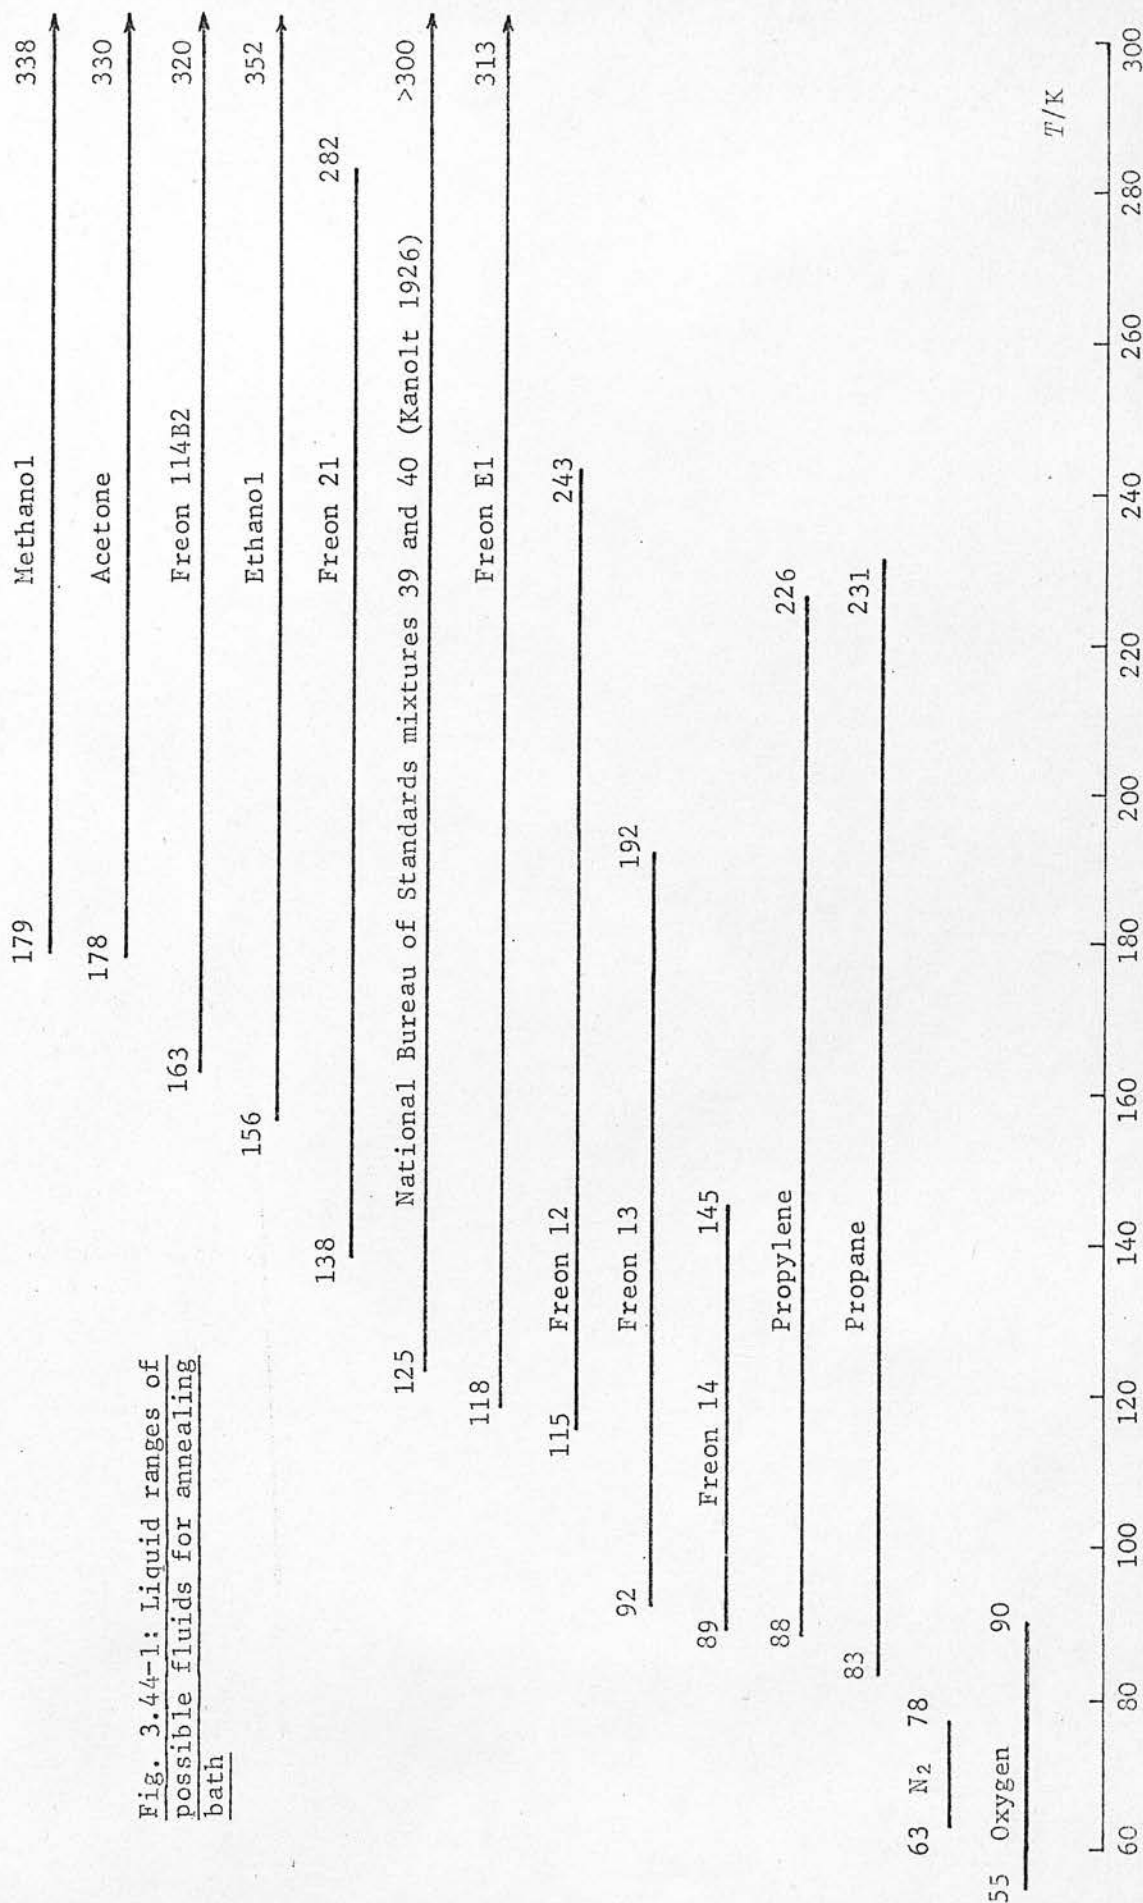 Methanol 338
179
Acetone 330
178
Freon 114B2 320
163
Ethanol 352
156
Freon 21 282
138
National Bureau of Standards mixtures 39 and 40 (Kanolt 1926) >300
125
Freon E1 313
118
115 Freon 12 243
Fig. 3.44-1: Liquid ranges of
possible fluids for annealing
bath
92 Freon 13 192
89 Freon 14 145
88 Propylene 226
83 Propane 231
63 N2 78
55 Oxygen 90
T/K
60 80 100 120 140 160 180 200 220 240 260 280 300